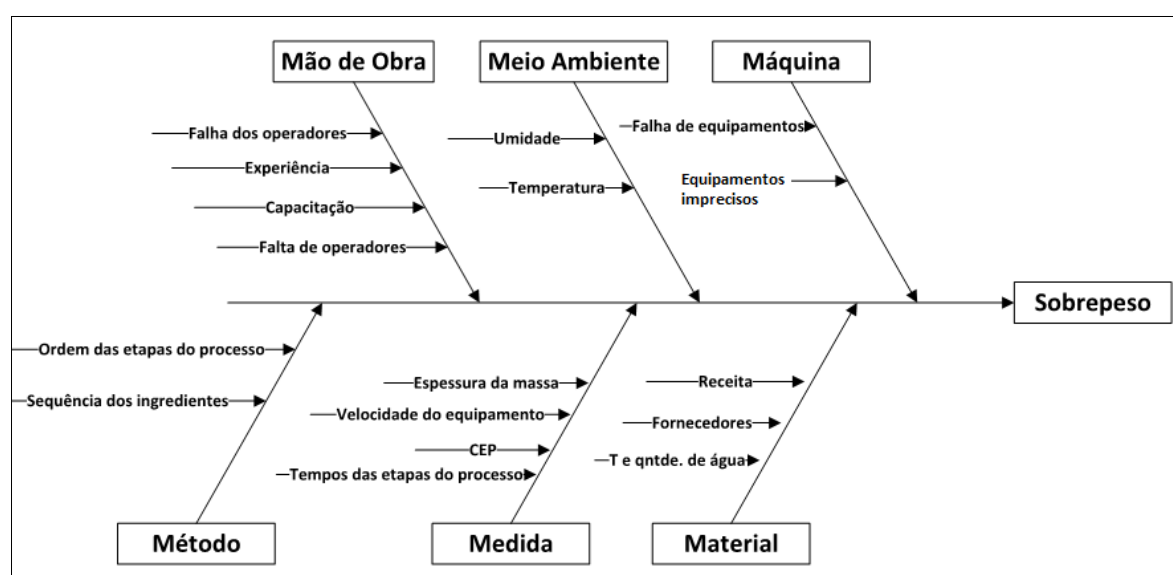 Mão de Obra
Meio Ambiente
Máquina
Falha dos operadores
Experiência
Capacitação
Falta de operadores
Umidade
Temperatura
Falha de equipamentos
Equipamentos
imprecisos
Sobrepeso
Ordem das etapas do processo
Sequência dos ingredientes
Espessura da massa
Velocidade do equipamento
CEP
Tempos das etapas do processo
Receita
Fornecedores
T e qntde. de água
Método
Medida
Material